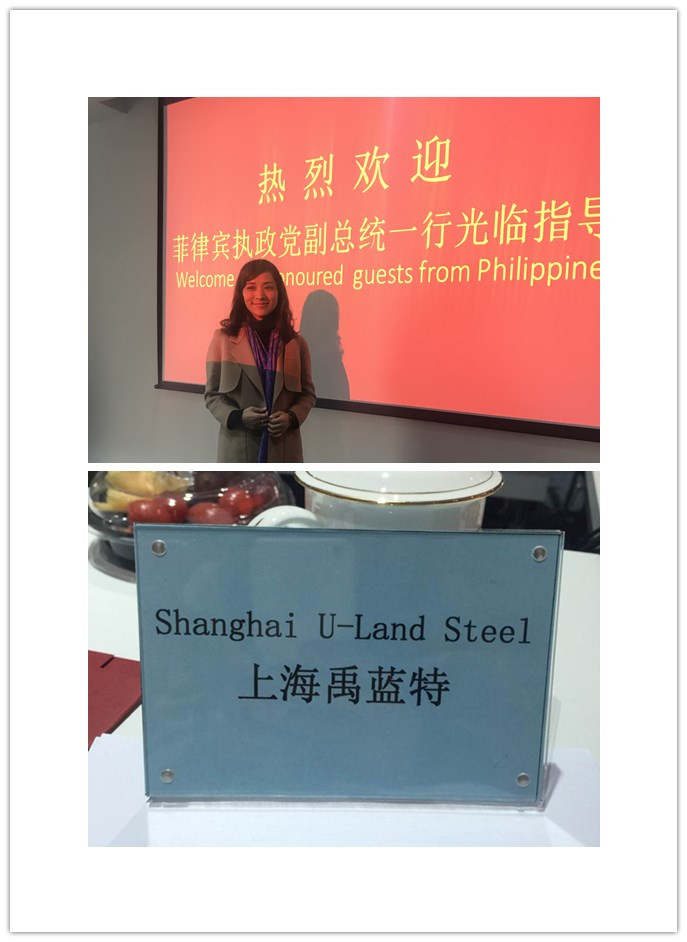 热烈欢迎
菲律宾执政党副总统一行光临指导
Welcome honoured guests from Philippine
Shanghai U-Land Steel
上海禹蓝特